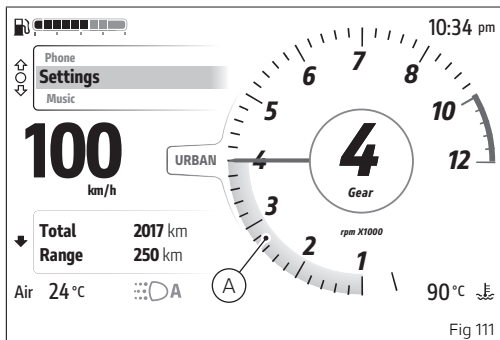 10:34 pm
Phone
Settings
Music
100
km/h
URBAN
1
2
3
4
5
6
7
8
10
12
4
Gear
rpm X1000
Total 2017 km
Range 250 km
A
Air 24 °C
A
90 °C
Fig 111